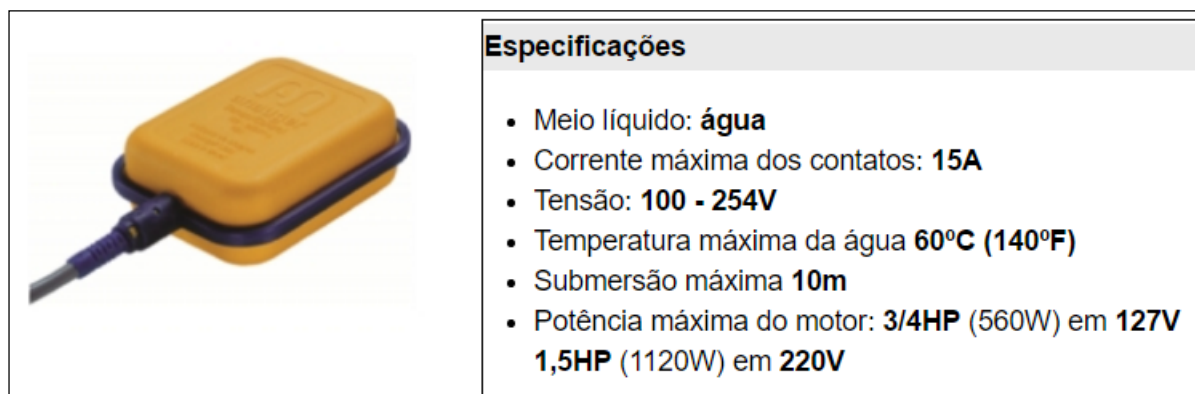 Especificações
• Meio líquido: água
• Corrente máxima dos contatos: 15A
• Tensão: 100 - 254V
• Temperatura máxima da água 60ºC (140ºF)
• Submersão máxima 10m
• Potência máxima do motor: 3/4HP (560W) em 127V
1,5HP (1120W) em 220V